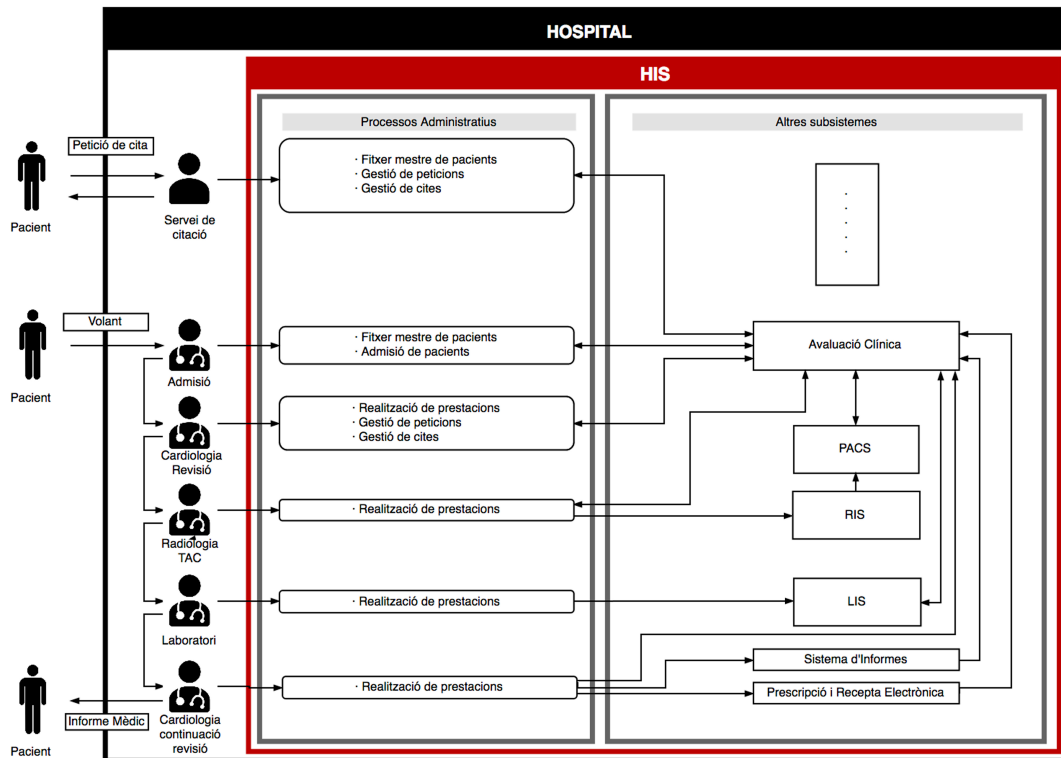 HOSPITAL
HIS
Processos Administratius
Altres subsistemes
Petició de cita
· Fitxer mestre de pacients
· Gestió de peticions
· Gestió de cites
Pacient
Servei de
citació
Volant
· Fitxer mestre de pacients
· Admisió de pacients
Avaluació Clínica
Pacient
Admisió
· Realització de prestacions
· Gestió de peticions
· Gestió de cites
Cardiologia
Revisió
PACS
· Realització de prestacions
RIS
Radiologia
TAC
· Realització de prestacions
LIS
Laboratori
Sistema d'Informes
· Realització de prestacions
Prescripció i Recepta Electrònica
Informe Mèdic
Cardiologia
continuació
revisió
Pacient